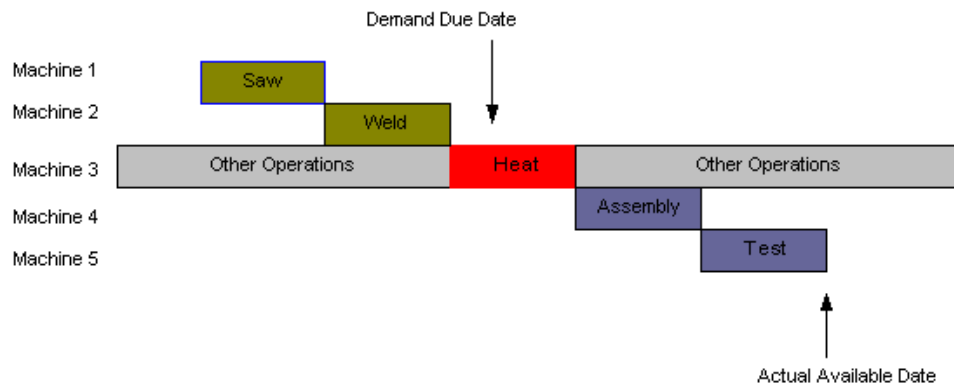 Demand Due Date
Machine 1
Saw
Machine 2
Weld
Machine 3
Other Operations
Heat
Other Operations
Machine 4
Assembly
Machine 5
Test
Actual Available Date